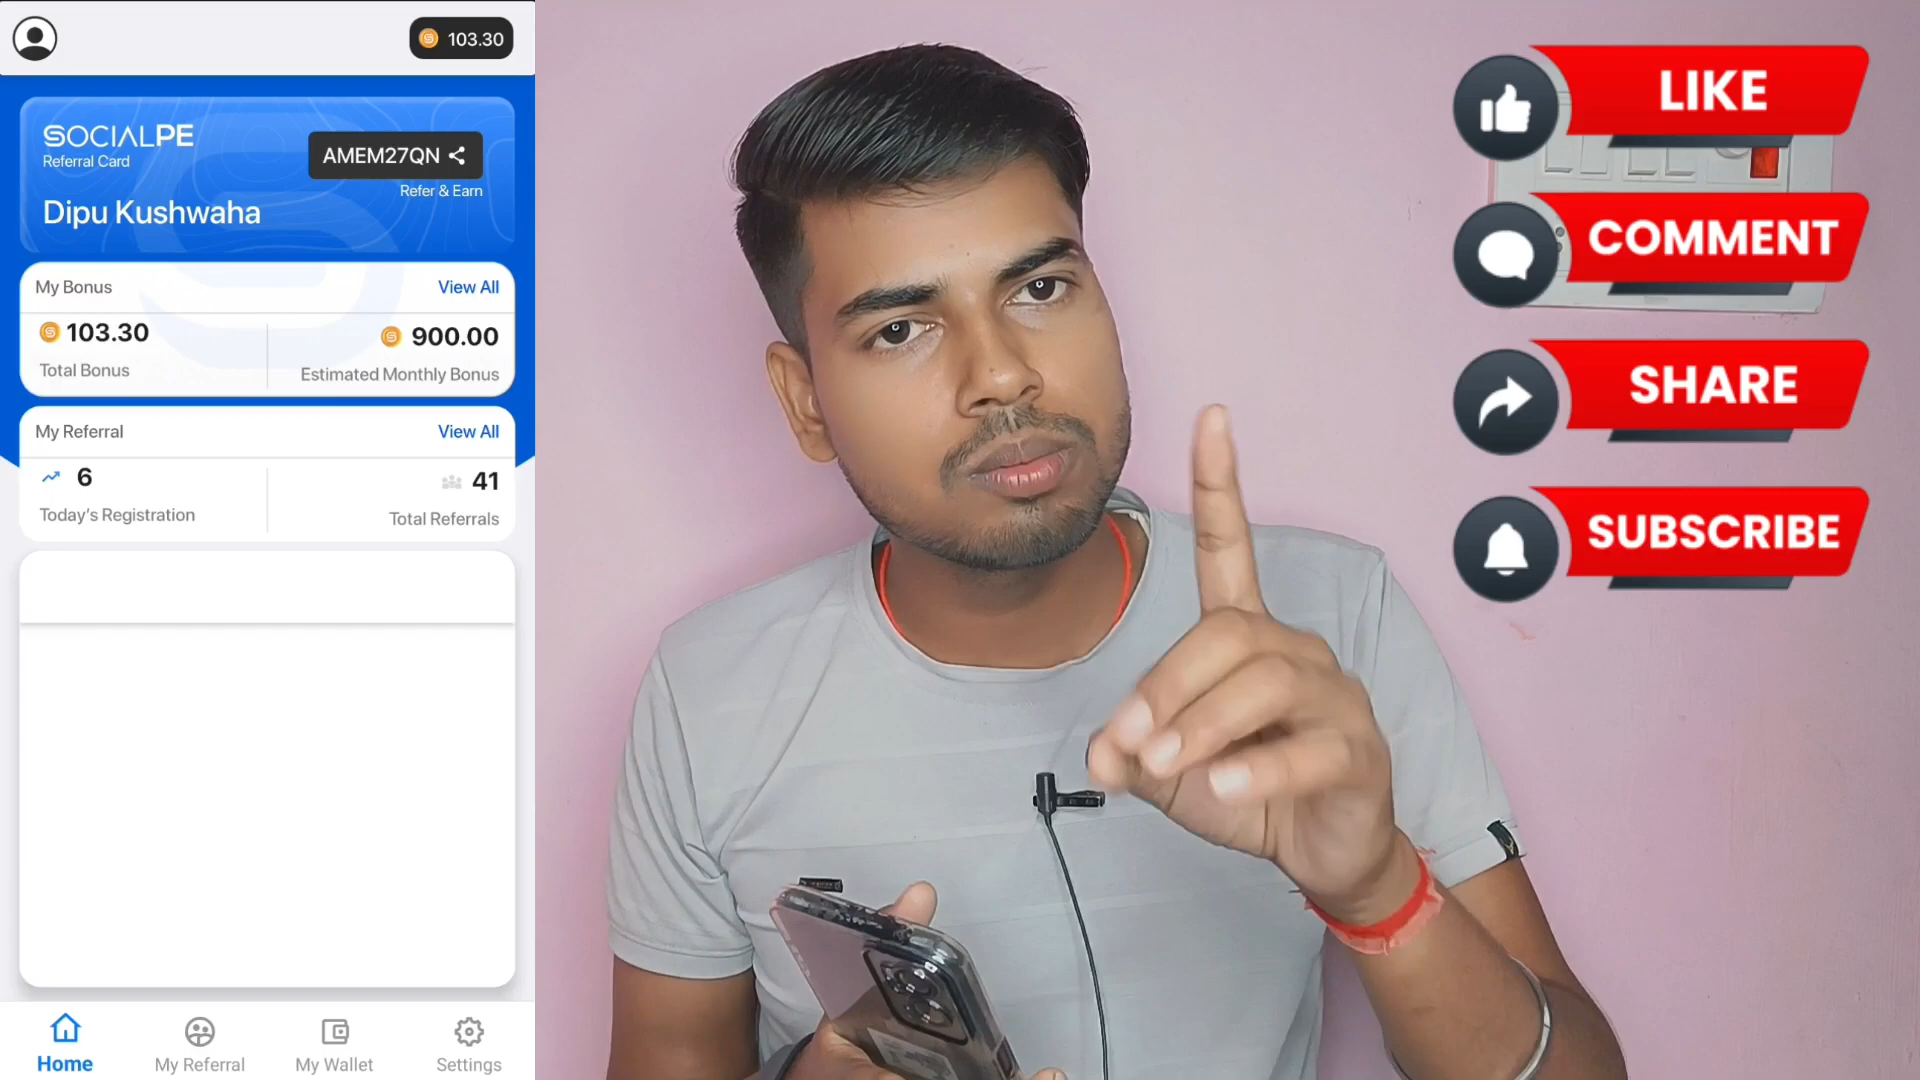 103.30
SOCIALPE
Referral Card
AMEM27QN
Refer & Earn
Dipu Kushwaha
My Bonus
View All
103.30
900.00
Total Bonus
Estimated Monthly Bonus
My Referral
View All
6
41
Today's Registration
Total Referrals
Home
My Referral
My Wallet
Settings
LIKE
COMMENT
SHARE
SUBSCRIBE